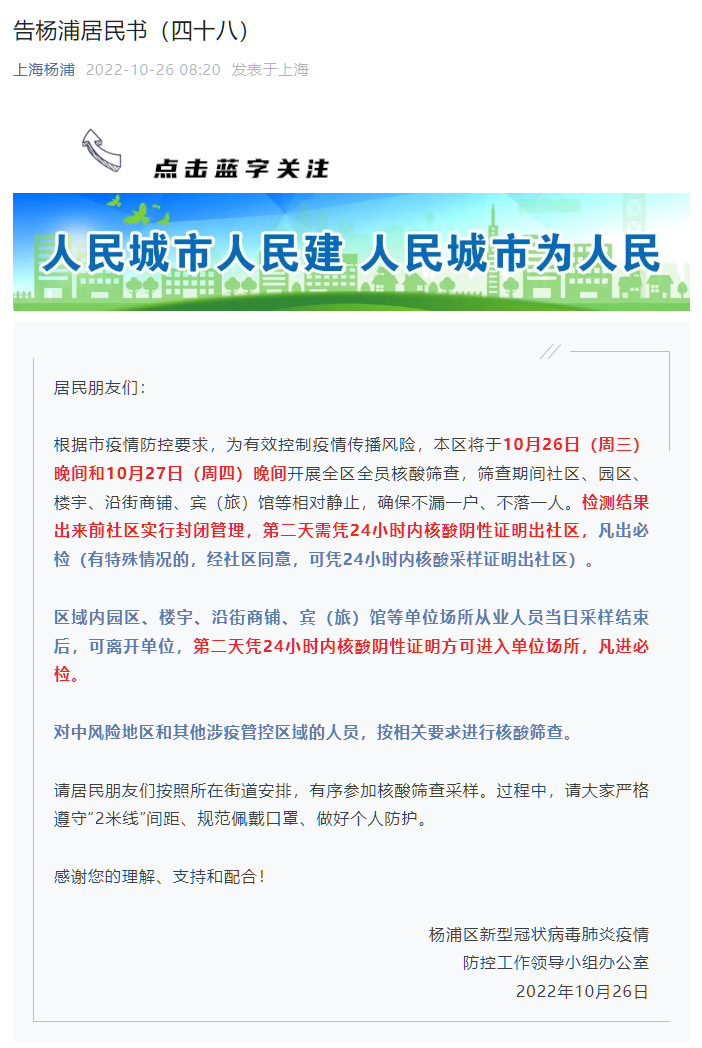 告杨浦居民书（四十八）
上海杨浦 2022-10-26 08:20 发表于上海
点击蓝字关注
人民城市人民建 人民城市为人民
居民朋友们：
根据市疫情防控要求，为有效控制疫情传播风险，本区将于10月26日（周三）
晚间和10月27日（周四）晚间开展全区全员核酸筛查，筛查期间社区、园区、
楼宇、沿街商铺、宾（旅）馆等相对静止，确保不漏一户、不落一人。检测结果
出来前社区实行封闭管理，第二天需凭24小时内核酸阴性证明出社区，凡出必
检（有特殊情况的，经社区同意，可凭24小时内核酸采样证明出社区）。
区域内园区、楼宇、沿街商铺、宾（旅）馆等单位场所从业人员当日采样结束
后，可离开单位，第二天凭24小时内核酸阴性证明方可进入单位场所，凡进必
检。
对中风险地区和其他涉疫管控区域的人员，按相关要求进行核酸筛查。
请居民朋友们按照所在街道安排，有序参加核酸筛查采样。过程中，请大家严格
遵守“2米线”间距、规范佩戴口罩、做好个人防护。
感谢您的理解、支持和配合！
杨浦区新型冠状病毒肺炎疫情
防控工作领导小组办公室
2022年10月26日